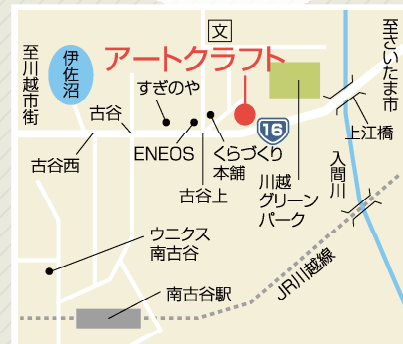 文
アートクラフト
至さいたま市
至川越市街
伊佐沼
すぎのや
古谷
16
上江橋
古谷西
ENEOS
くらづくり
本舗
古谷上
川越
グリーン
パーク
入間川
ウニクス
南古谷
JR川越線
南古谷駅